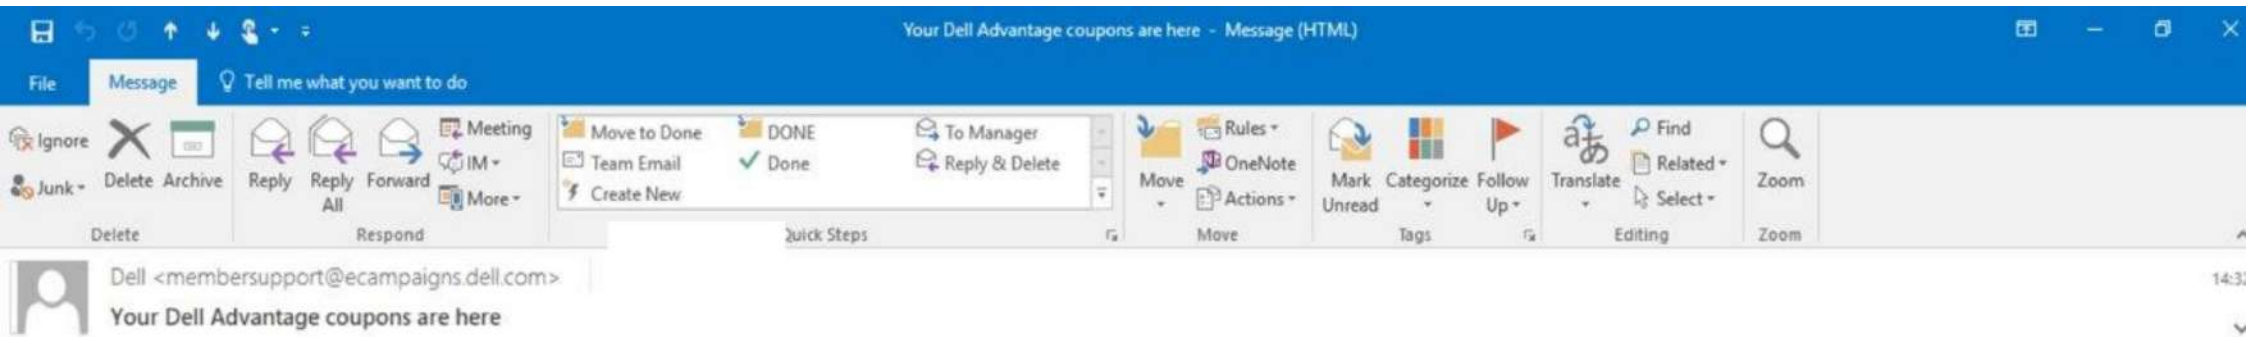 Your Dell Advantage coupons are here - Message (HTML)
File Message Tell me what you want to do
Ignore
Junk
Delete Archive
Reply Reply All Forward
Meeting
IM
More
Move to Done DONE To Manager
Team Email Done Reply & Delete
Create New
Move
Rules
OneNote
Actions
Mark Unread Categorize Follow Up
Translate
Find
Related
Select
Zoom
Delete Respond Quick Steps Move Tags Editing Zoom
Dell <membersupport@ecampaigns.dell.com>
14:32
Your Dell Advantage coupons are here